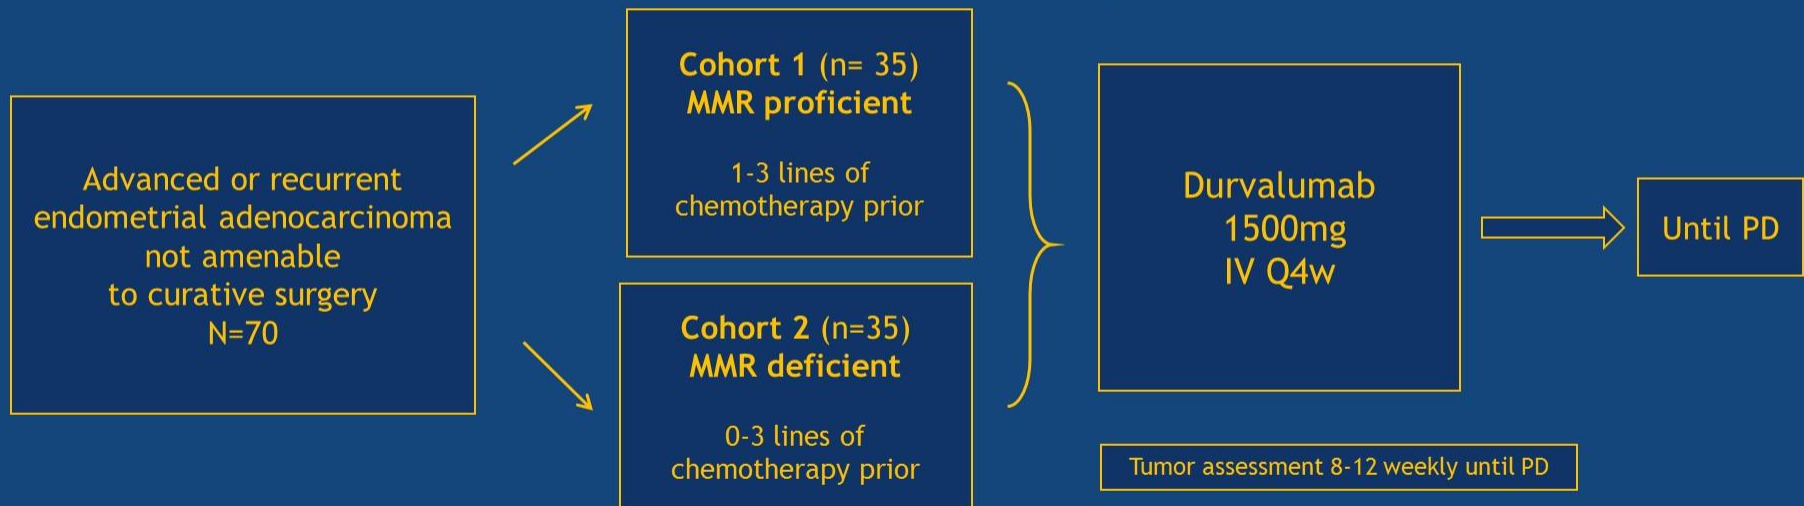 Advanced or recurrent
endometrial adenocarcinoma
not amenable
to curative surgery
N=70
Cohort 1 (n= 35)
MMR proficient
1-3 lines of
chemotherapy prior
Cohort 2 (n=35)
MMR deficient
0-3 lines of
chemotherapy prior
Durvalumab
1500mg
IV Q4w
Until PD
Tumor assessment 8-12 weekly until PD